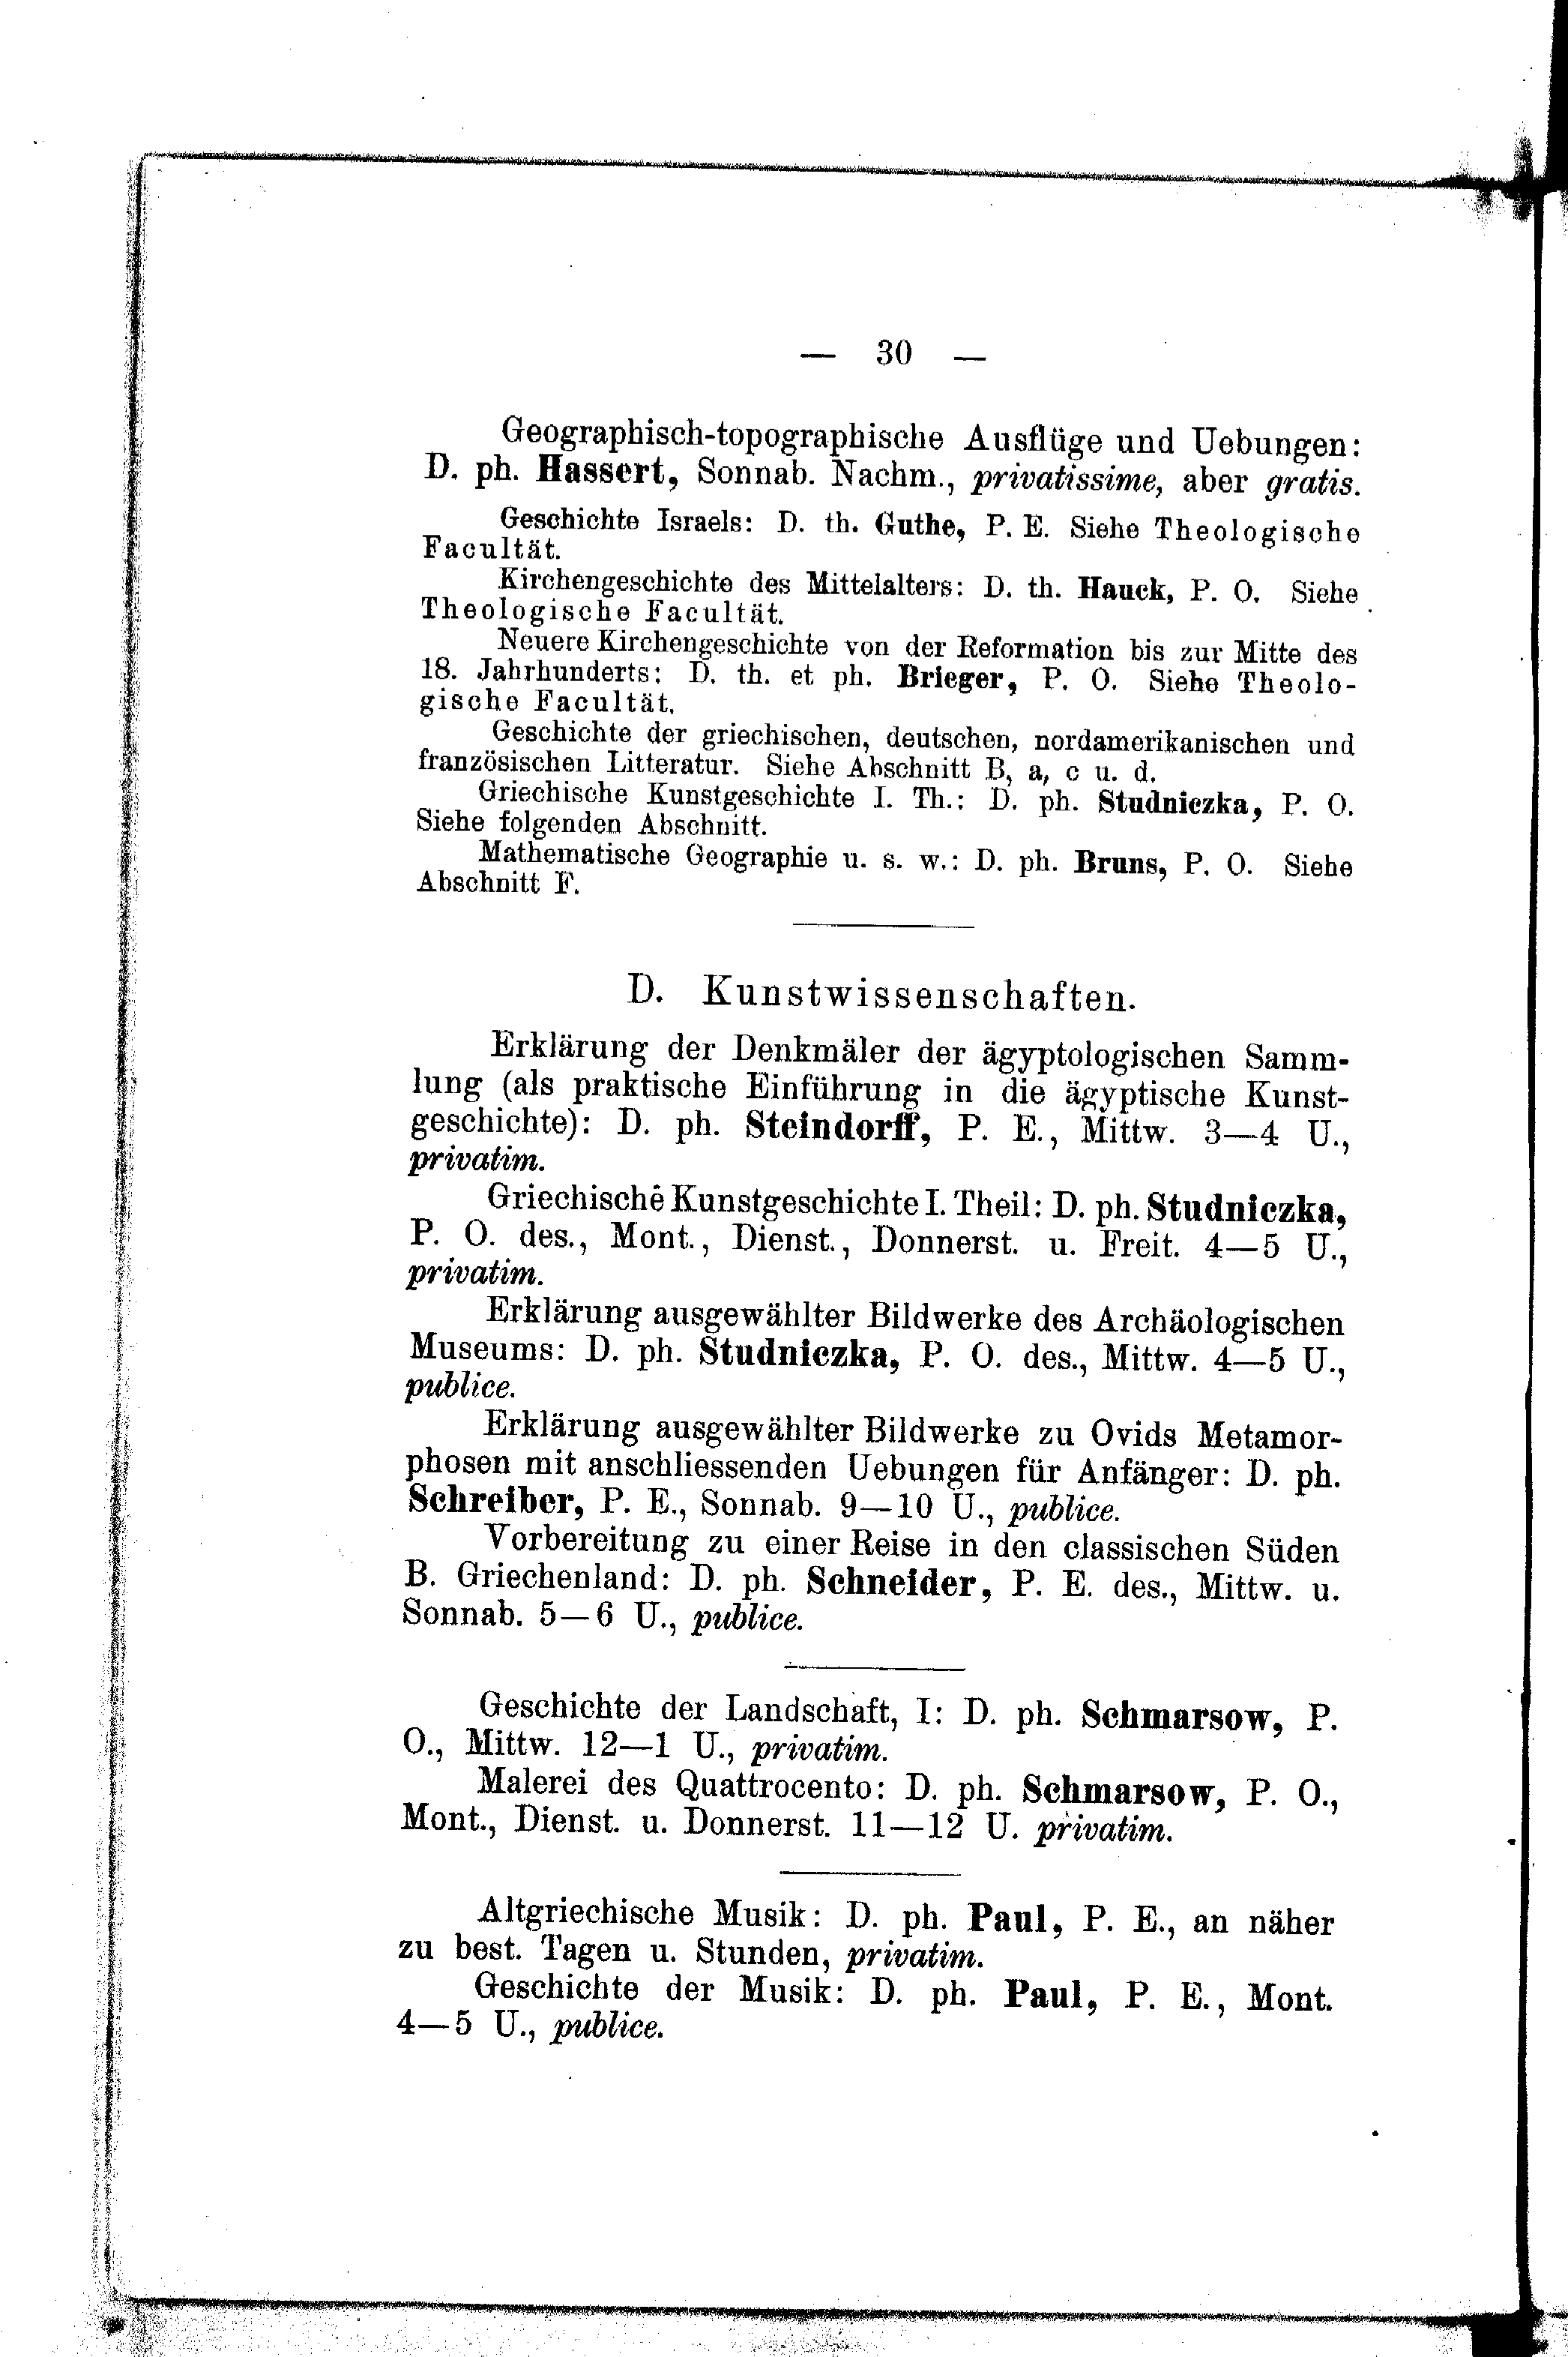 — 30 —
Geographisch-topographische Ausflüge und Uebungen:
D. ph. Hassert, Sonnab. Nachm., privatissime, aber gratis.
Geschichte Israels: D. th. Guthe, P. E. Siehe Theologische
Facultät.
Kirchengeschichte des Mittelalters: D. th. Hauck, P. O. Siehe
Theologische Facultät.
Neuere Kirchengeschichte von der Reformation bis zur Mitte des
18. Jahrhunderts: D. th. et ph. Brieger, P. O. Siehe Theolo-
gische Facultät.
Geschichte der griechischen, deutschen, nordamerikanischen und
französischen Litteratur. Siehe Abschnitt B, a, c u. d.
Griechische Kunstgeschichte I. Th.: D. ph. Studniczka, P. O.
Siehe folgenden Abschnitt.
Mathematische Geographie u. s. w.: D. ph. Bruns, P. O. Siehe
Abschnitt F.
D. Kunstwissenschaften.
Erklärung der Denkmäler der ägyptologischen Samm-
lung (als praktische Einführung in die ägyptische Kunst-
geschichte): D. ph. Steindorff, P. E., Mittw. 3—4 U.,
privatim.
Griechische Kunstgeschichte I. Theil: D. ph. Studniczka,
P. O. des., Mont., Dienst., Donnerst. u. Freit. 4—5 U.,
privatim.
Erklärung ausgewählter Bildwerke des Archäologischen
Museums: D. ph. Studniczka, P. O. des., Mittw. 4—5 U.,
publice.
Erklärung ausgewählter Bildwerke zu Ovids Metamor-
phosen mit anschliessenden Uebungen für Anfänger: D. ph.
Schreiber, P. E., Sonnab. 9—10 U., publice.
Vorbereitung zu einer Reise in den classischen Süden
B. Griechenland: D. ph. Schneider, P. E. des., Mittw. u.
Sonnab. 5—6 U., publice.
Geschichte der Landschaft, I: D. ph. Schmarsow, P.
O., Mittw. 12—1 U., privatim.
Malerei des Quattrocento: D. ph. Schmarsow, P. O.,
Mont., Dienst. u. Donnerst. 11—12 U. privatim.
Altgriechische Musik: D. ph. Paul, P. E., an näher
zu best. Tagen u. Stunden, privatim.
Geschichte der Musik: D. ph. Paul, P. E., Mont.
4—5 U., publice.